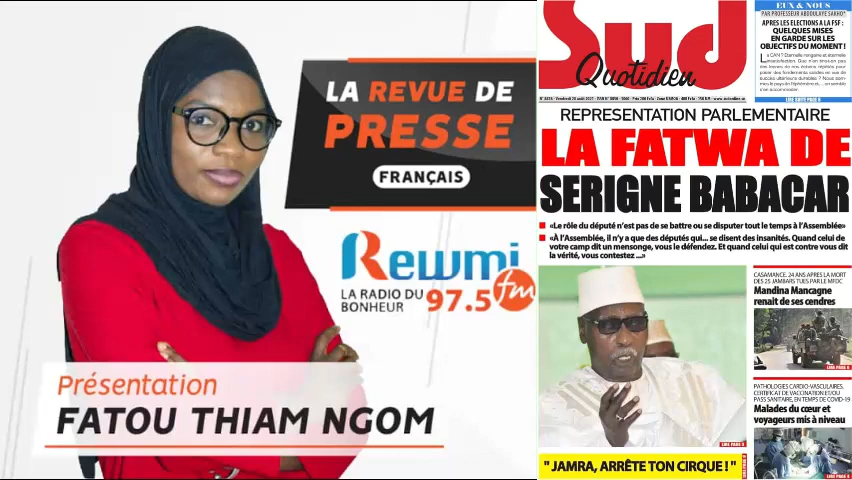 LA REVUE DE
PRESSE
FRANÇAIS
Rewmi
fm
LA RADIO DU
BONHEUR 97.5
Présentation
FATOU THIAM NGOM
Sud
Quotidien
EUX & NOUS
PAR PROFESSEUR ABDOULAYE SAKHO*
APRES LES ELECTIONS A LA FSF :
QUELQUES MISES
EN GARDE SUR LES
OBJECTIFS DU MOMENT !
REPRESENTATION PARLEMENTAIRE
LA FATWA DE
SERIGNE BABACAR
«Le rôle du député n'est pas de se battre ou se disputer tout le temps à l'Assemblée»
«À l'Assemblée, il n'y a que des députés qui... se disent des insanités. Quand celui de
votre camp dit un mensonge, vous le défendez. Et quand celui qui est contre vous dit
la vérité, vous contestez ...»
CASAMANCE. 24 ANS APRES LA MORT
DES 25 JAMBARS TUES PAR LE MFDC
Mandina Mancagne
renait de ses cendres
PATHOLOGIES CARDIO-VASCULAIRES,
CERTIFICAT DE VACCINATION ET/OU
PASS SANITAIRE, EN TEMPS DE COVID-19
Malades du cœur et
voyageurs mis à niveau
" JAMRA, ARRÊTE TON CIRQUE ! "